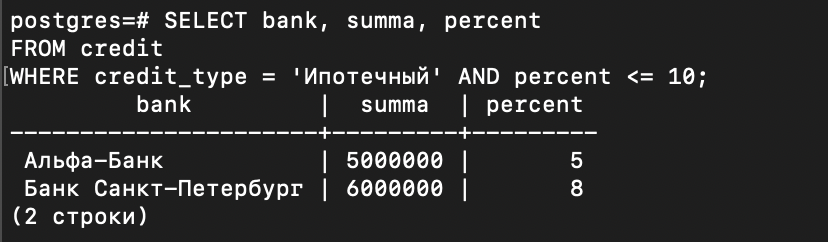 postgres=# SELECT bank, summa, percent
FROM credit
WHERE credit_type = 'Ипотечный' AND percent <= 10;
         bank         |  summa  | percent
----------------------+---------+---------
 Альфа-Банк           | 5000000 |       5
 Банк Санкт-Петербург | 6000000 |       8
(2 строки)